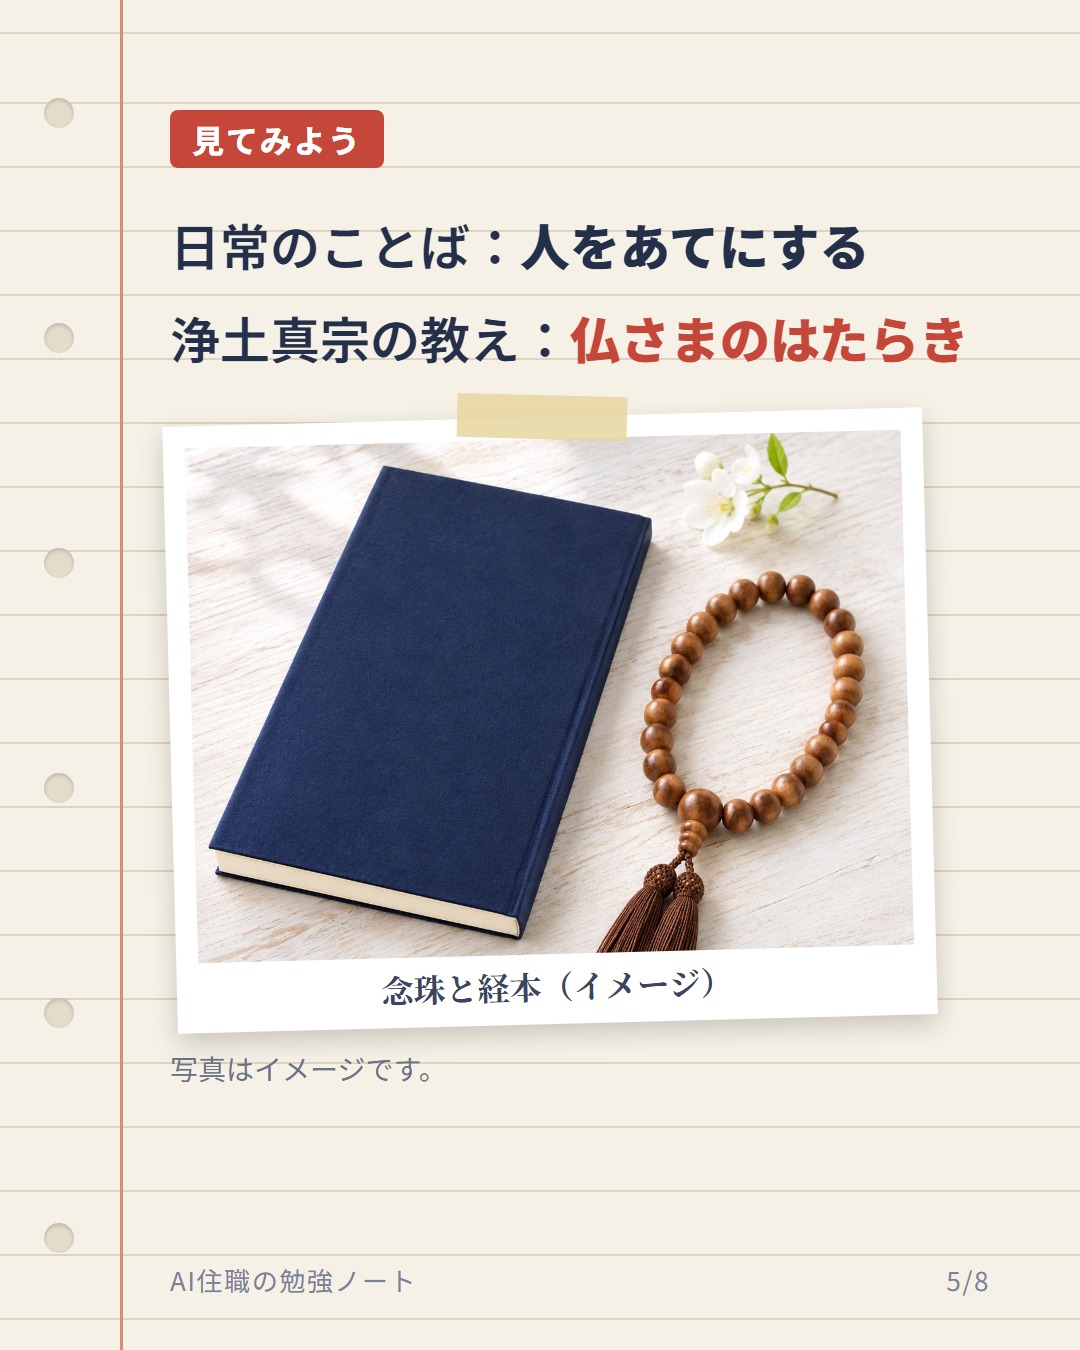 見てみよう
日常のことば：人をあてにする
浄土真宗の教え：仏さまのはたらき
念珠と経本（イメージ）
写真はイメージです。
AI住職の勉強ノート
5/8